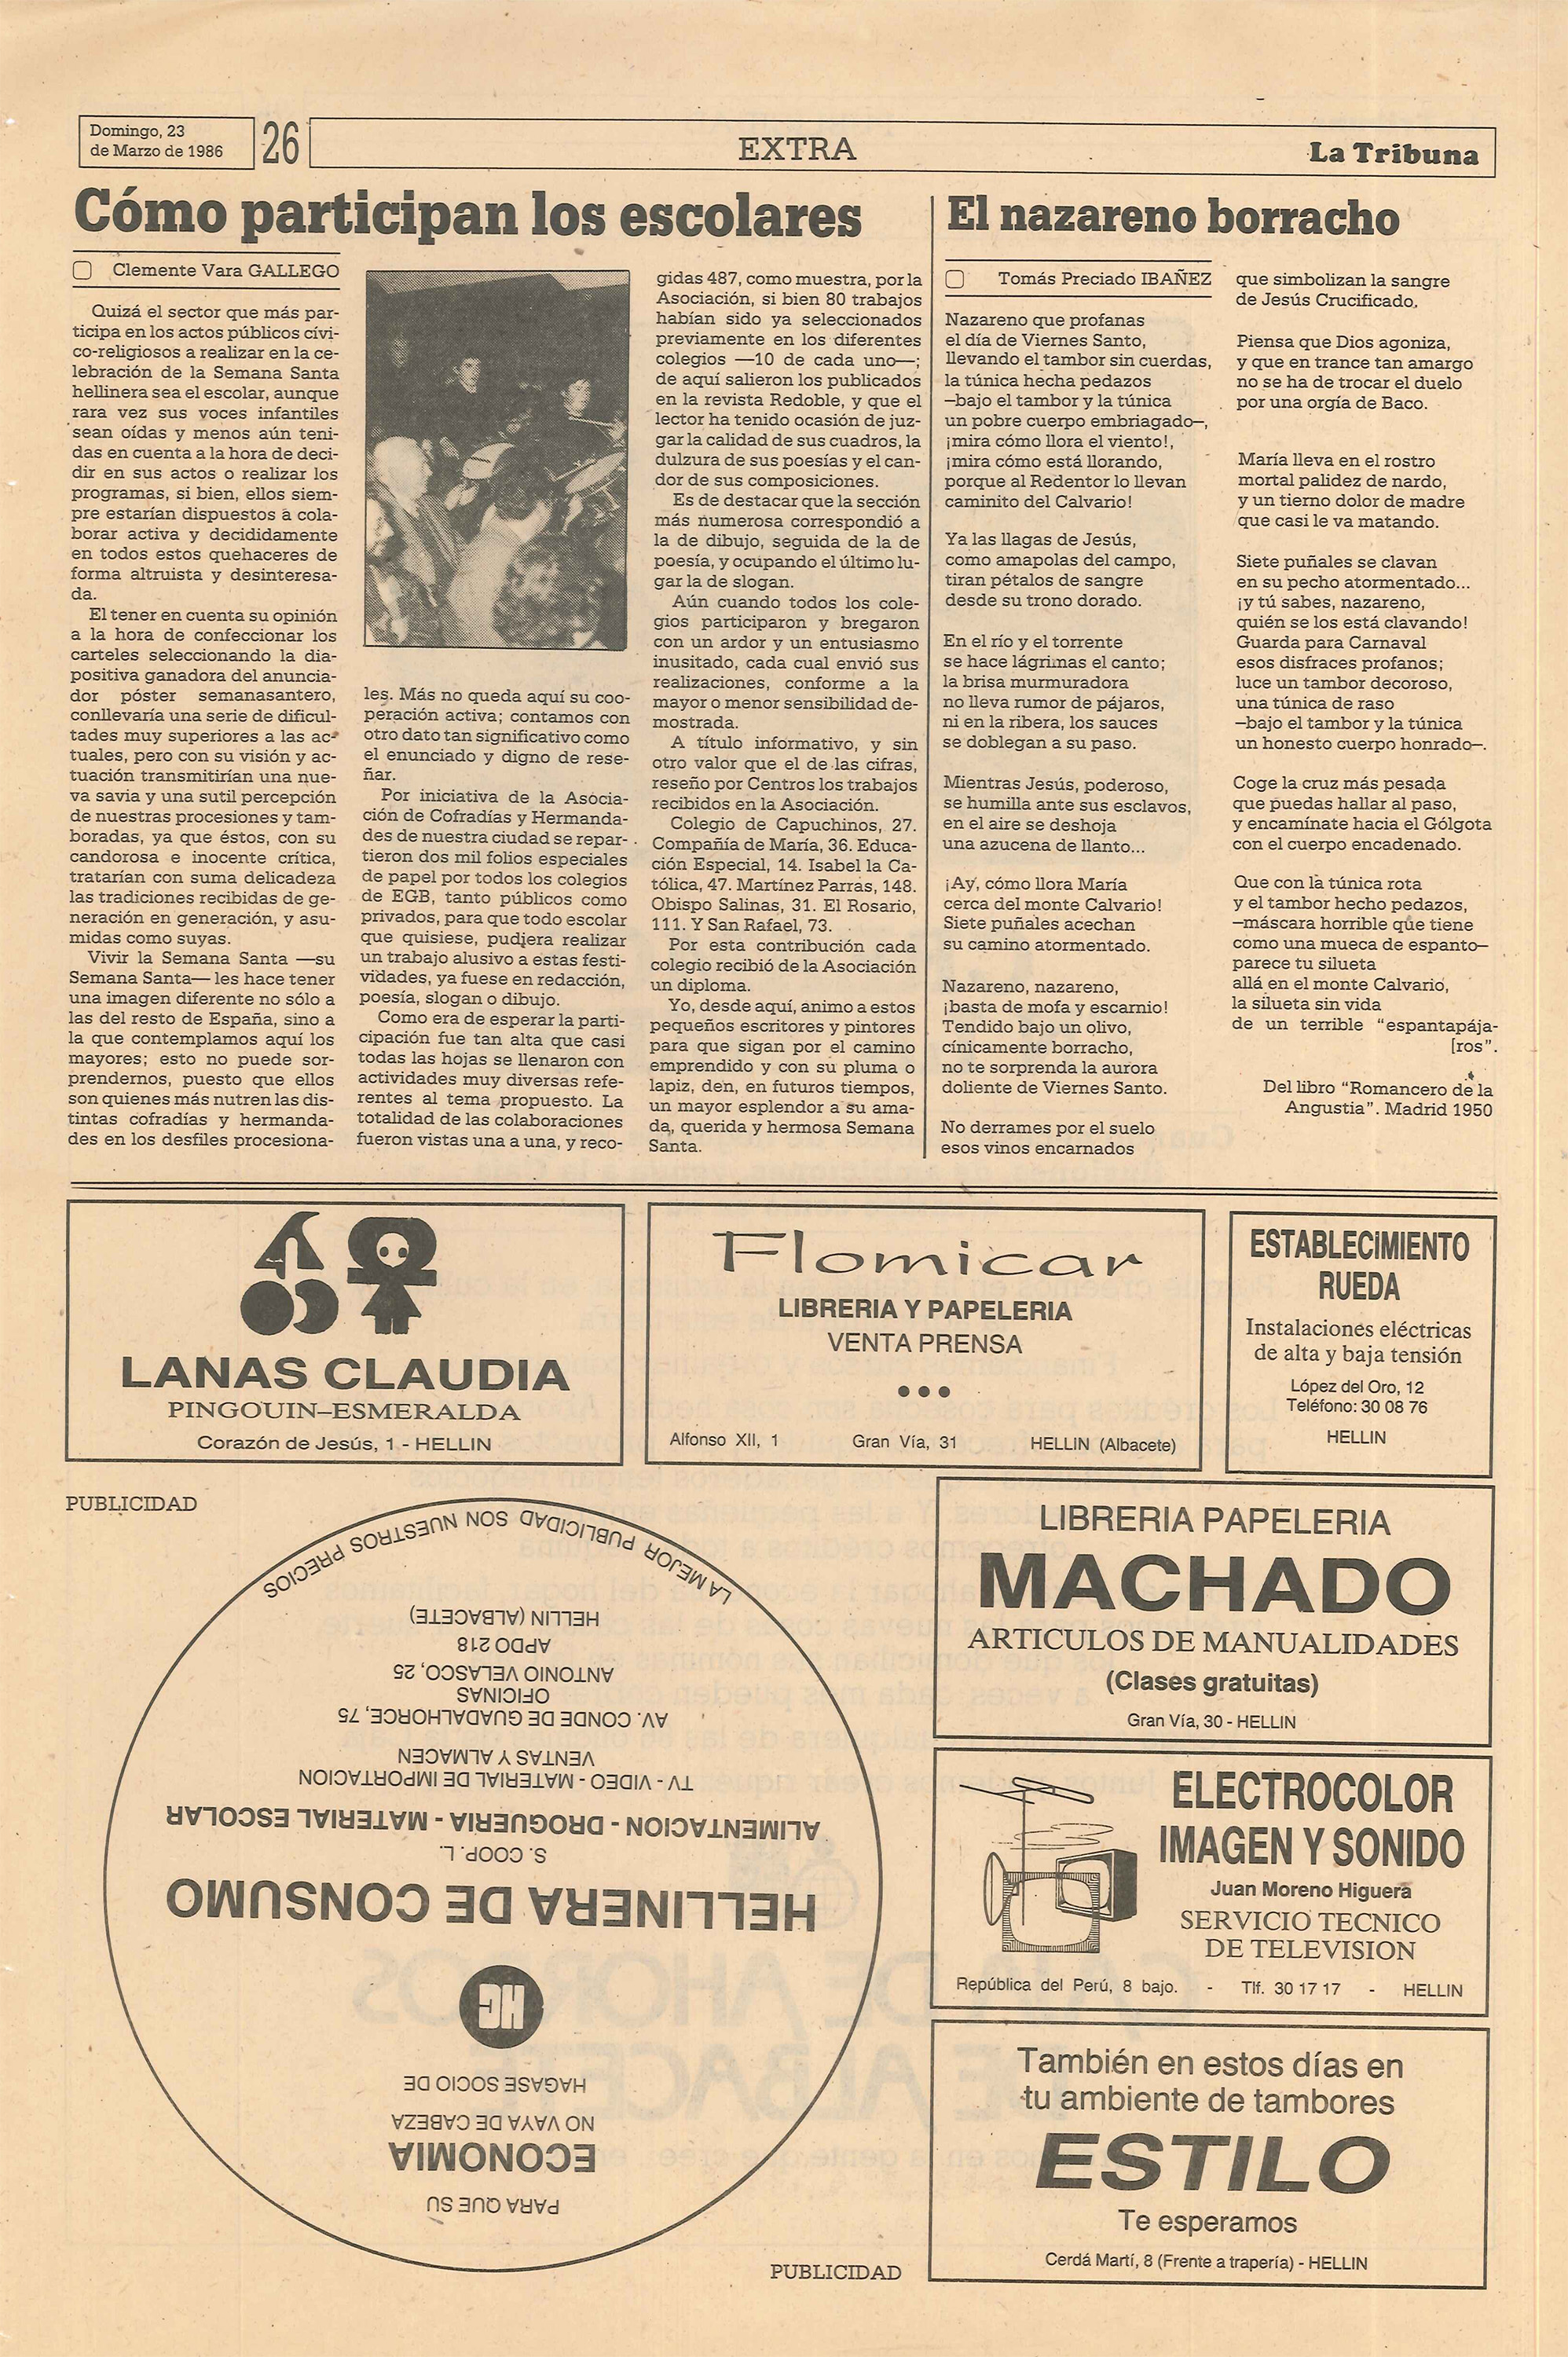 Domingo, 23
de Marzo de 1986
26
EXTRA
La Tribuna
Cómo participan los escolares
Clemente Vara GALLEGO
Quizá el sector que más par-
ticipa en los actos públicos cívi-
co-religiosos a realizar en la ce-
lebración de la Semana Santa
hellinera sea el escolar, aunque
rara vez sus voces infantiles
sean oídas y menos aún teni-
das en cuenta a la hora de deci-
dir en sus actos o realizar los
programas, si bien, ellos siem-
pre estarían dispuestos a cola-
borar activa y decididamente
en todos estos quehaceres de
forma altruista y desinteresa-
da.
El tener en cuenta su opinión
a la hora de confeccionar los
carteles seleccionando la dia-
positiva ganadora del anuncia-
dor póster semanasantero,
conllevaría una serie de dificul-
tades muy superiores a las ac-
tuales, pero con su visión y ac-
tuación transmitirían una nue-
va savia y una sutil percepción
de nuestras procesiones y tam-
boradas, ya que éstos, con su
candorosa e inocente crítica,
tratarían con suma delicadeza
las tradiciones recibidas de ge-
neración en generación, y asu-
midas como suyas.
Vivir la Semana Santa —su
Semana Santa— les hace tener
una imagen diferente no sólo a
las del resto de España, sino a
la que contemplamos aquí los
mayores; esto no puede sor-
prendernos, puesto que ellos
son quienes más nutren las dis-
tintas cofradías y hermanda-
des en los desfiles procesiona-
les. Más no queda aquí su coo-
peración activa; contamos con
otro dato tan significativo como
el enunciado y digno de rese-
ñar.
Por iniciativa de la Asocia-
ción de Cofradías y Hermanda-
des de nuestra ciudad se repar-
tieron dos mil folios especiales
de papel por todos los colegios
de EGB, tanto públicos como
privados, para que todo escolar
que quisiese, pudiera realizar
un trabajo alusivo a estas festi-
vidades, ya fuese en redacción,
poesía, slogan o dibujo.
Como era de esperar la parti-
cipación fue tan alta que casi
todas las hojas se llenaron con
actividades muy diversas refe-
rentes al tema propuesto. La
totalidad de las colaboraciones
fueron vistas una a una, y reco-
gidas 487, como muestra, por la
Asociación, si bien 80 trabajos
habían sido ya seleccionados
previamente en los diferentes
colegios —10 de cada uno—;
de aquí salieron los publicados
en la revista Redoble, y que el
lector ha tenido ocasión de juz-
gar la calidad de sus cuadros, la
dulzura de sus poesías y el can-
dor de sus composiciones.
Es de destacar que la sección
más numerosa correspondió a
la de dibujo, seguida de la de
poesía, y ocupando el último lu-
gar la de slogan.
Aún cuando todos los cole-
gios participaron y bregaron
con un ardor y un entusiasmo
inusitado, cada cual envió sus
realizaciones, conforme a la
mayor o menor sensibilidad de-
mostrada.
A título informativo, y sin
otro valor que el de las cifras,
reseño por Centros los trabajos
recibidos en la Asociación.
Colegio de Capuchinos, 27.
Compañía de María, 36. Educa-
ción Especial, 14. Isabel la Ca-
tólica, 47. Martínez Parras, 148.
Obispo Salinas, 31. El Rosario,
111. Y San Rafael, 73.
Por esta contribución cada
colegio recibió de la Asociación
un diploma.
Yo, desde aquí, animo a estos
pequeños escritores y pintores
para que sigan por el camino
emprendido y con su pluma o
lapiz, den, en futuros tiempos,
un mayor esplendor a su ama-
da, querida y hermosa Semana
Santa.
El nazareno borracho
Tomás Preciado IBAÑEZ
Nazareno que profanas
el día de Viernes Santo,
llevando el tambor sin cuerdas,
la túnica hecha pedazos
–bajo el tambor y la túnica
un pobre cuerpo embriagado–,
¡mira cómo llora el viento!,
¡mira cómo está llorando,
porque al Redentor lo llevan
caminito del Calvario!
Ya las llagas de Jesús,
como amapolas del campo,
tiran pétalos de sangre
desde su trono dorado.
En el río y el torrente
se hace lágrimas el canto;
la brisa murmuradora
no lleva rumor de pájaros,
ni en la ribera, los sauces
se doblegan a su paso.
Mientras Jesús, poderoso,
se humilla ante sus esclavos,
en el aire se deshoja
una azucena de llanto...
¡Ay, cómo llora María
cerca del monte Calvario!
Siete puñales acechan
su camino atormentado.
Nazareno, nazareno,
¡basta de mofa y escarnio!
Tendido bajo un olivo,
cínicamente borracho,
no te sorprenda la aurora
doliente de Viernes Santo.
No derrames por el suelo
esos vinos encarnados
que simbolizan la sangre
de Jesús Crucificado.
Piensa que Dios agoniza,
y que en trance tan amargo
no se ha de trocar el duelo
por una orgía de Baco.
María lleva en el rostro
mortal palidez de nardo,
y un tierno dolor de madre
que casi le va matando.
Siete puñales se clavan
en su pecho atormentado...
¡y tú sabes, nazareno,
quién se los está clavando!
Guarda para Carnaval
esos disfraces profanos;
luce un tambor decoroso,
una túnica de raso
–bajo el tambor y la túnica
un honesto cuerpo honrado–.
Coge la cruz más pesada
que puedas hallar al paso,
y encamínate hacia el Gólgota
con el cuerpo encadenado.
Que con la túnica rota
y el tambor hecho pedazos,
–máscara horrible que tiene
como una mueca de espanto–
parece tu silueta
allá en el monte Calvario,
la silueta sin vida
de un terrible “espantapája-
[ros”.
Del libro “Romancero de la
Angustia”. Madrid 1950
LANAS CLAUDIA
PINGOUIN–ESMERALDA
Corazón de Jesús, 1 - HELLIN
Flomicar
LIBRERIA Y PAPELERIA
VENTA PRENSA
●●●
Alfonso XII, 1 Gran Vía, 31 HELLIN (Albacete)
ESTABLECIMIENTO
RUEDA
Instalaciones eléctricas
de alta y baja tensión
López del Oro, 12
Teléfono: 30 08 76
HELLIN
PUBLICIDAD
PARA QUE SU
ECONOMIA
NO VAYA DE CABEZA
HAGASE SOCIO DE
HC
HELLINERA DE CONSUMO
S. COOP. L.
ALIMENTACION - DROGUERIA - MATERIAL ESCOLAR
TV - VIDEO - MATERIAL DE IMPORTACION
VENTAS Y ALMACEN
AV. CONDE DE GUADALHORCE, 75
OFICINAS
ANTONIO VELASCO, 25
APDO 218
HELLIN (ALBACETE)
LA MEJOR PUBLICIDAD SON NUESTROS PRECIOS
PUBLICIDAD
LIBRERIA PAPELERIA
MACHADO
ARTICULOS DE MANUALIDADES
(Clases gratuitas)
Gran Vía, 30 - HELLIN
ELECTROCOLOR
IMAGEN Y SONIDO
Juan Moreno Higuera
SERVICIO TECNICO
DE TELEVISION
República del Perú, 8 bajo. - Tlf. 30 17 17 - HELLIN
También en estos días en
tu ambiente de tambores
ESTILO
Te esperamos
Cerdá Martí, 8 (Frente a trapería) - HELLIN